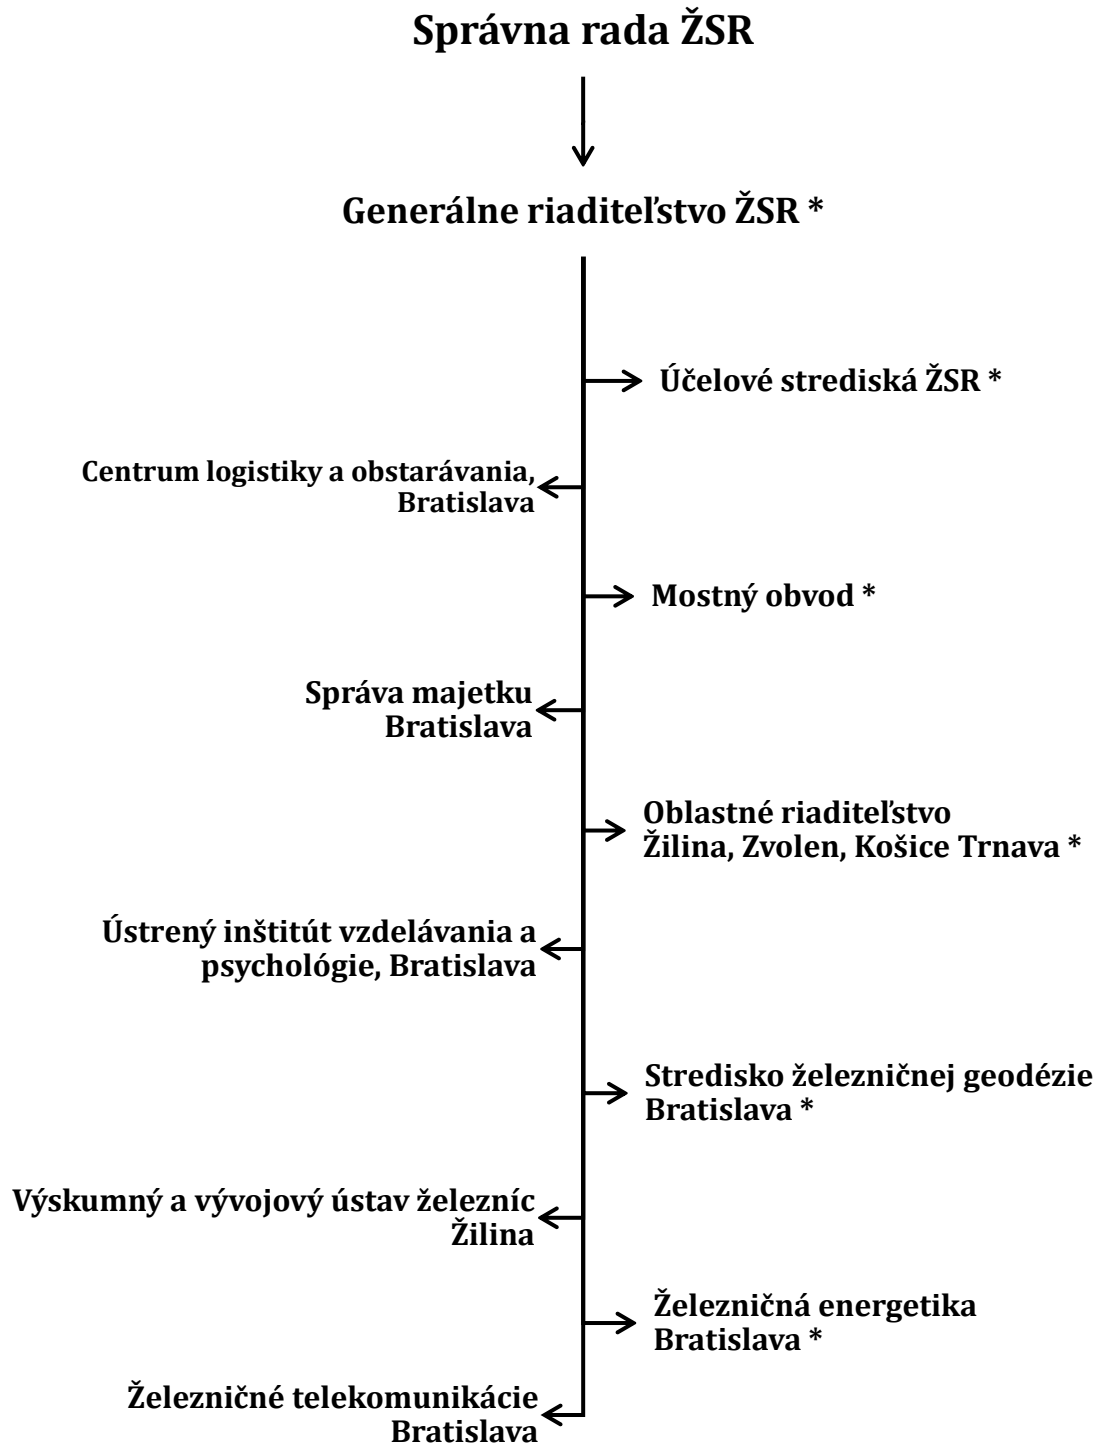 Správna rada ŽSR
Generálne riaditeľstvo ŽSR *
Účelové strediská ŽSR *
Centrum logistiky a obstarávania,
Bratislava
Mostný obvod *
Správa majetku
Bratislava
Oblastné riaditeľstvo
Žilina, Zvolen, Košice Trnava *
Ústrený inštitút vzdelávania a
psychológie, Bratislava
Stredisko železničnej geodézie
Bratislava *
Výskumný a vývojový ústav železníc
Žilina
Železničná energetika
Bratislava *
Železničné telekomunikácie
Bratislava